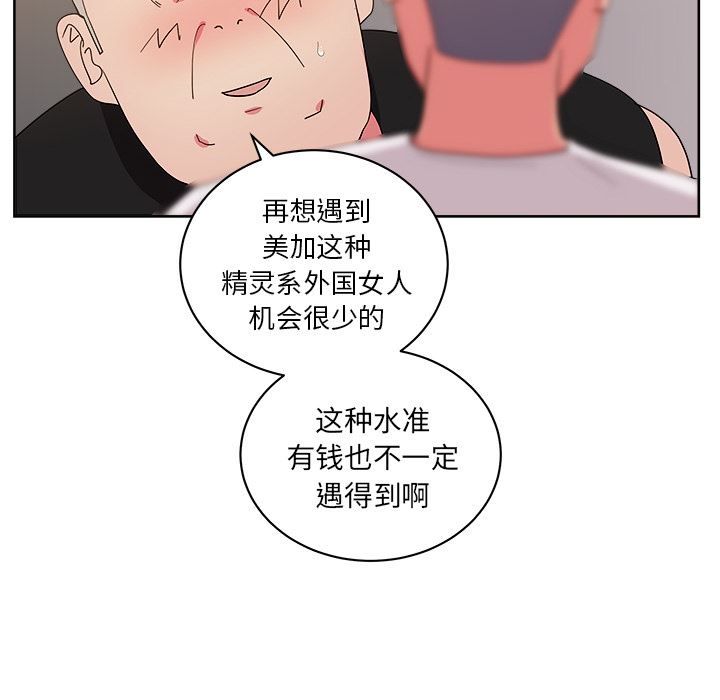 再想遇到
美加这种
精灵系外国女人
机会很少的
这种水准
有钱也不一定
遇得到啊